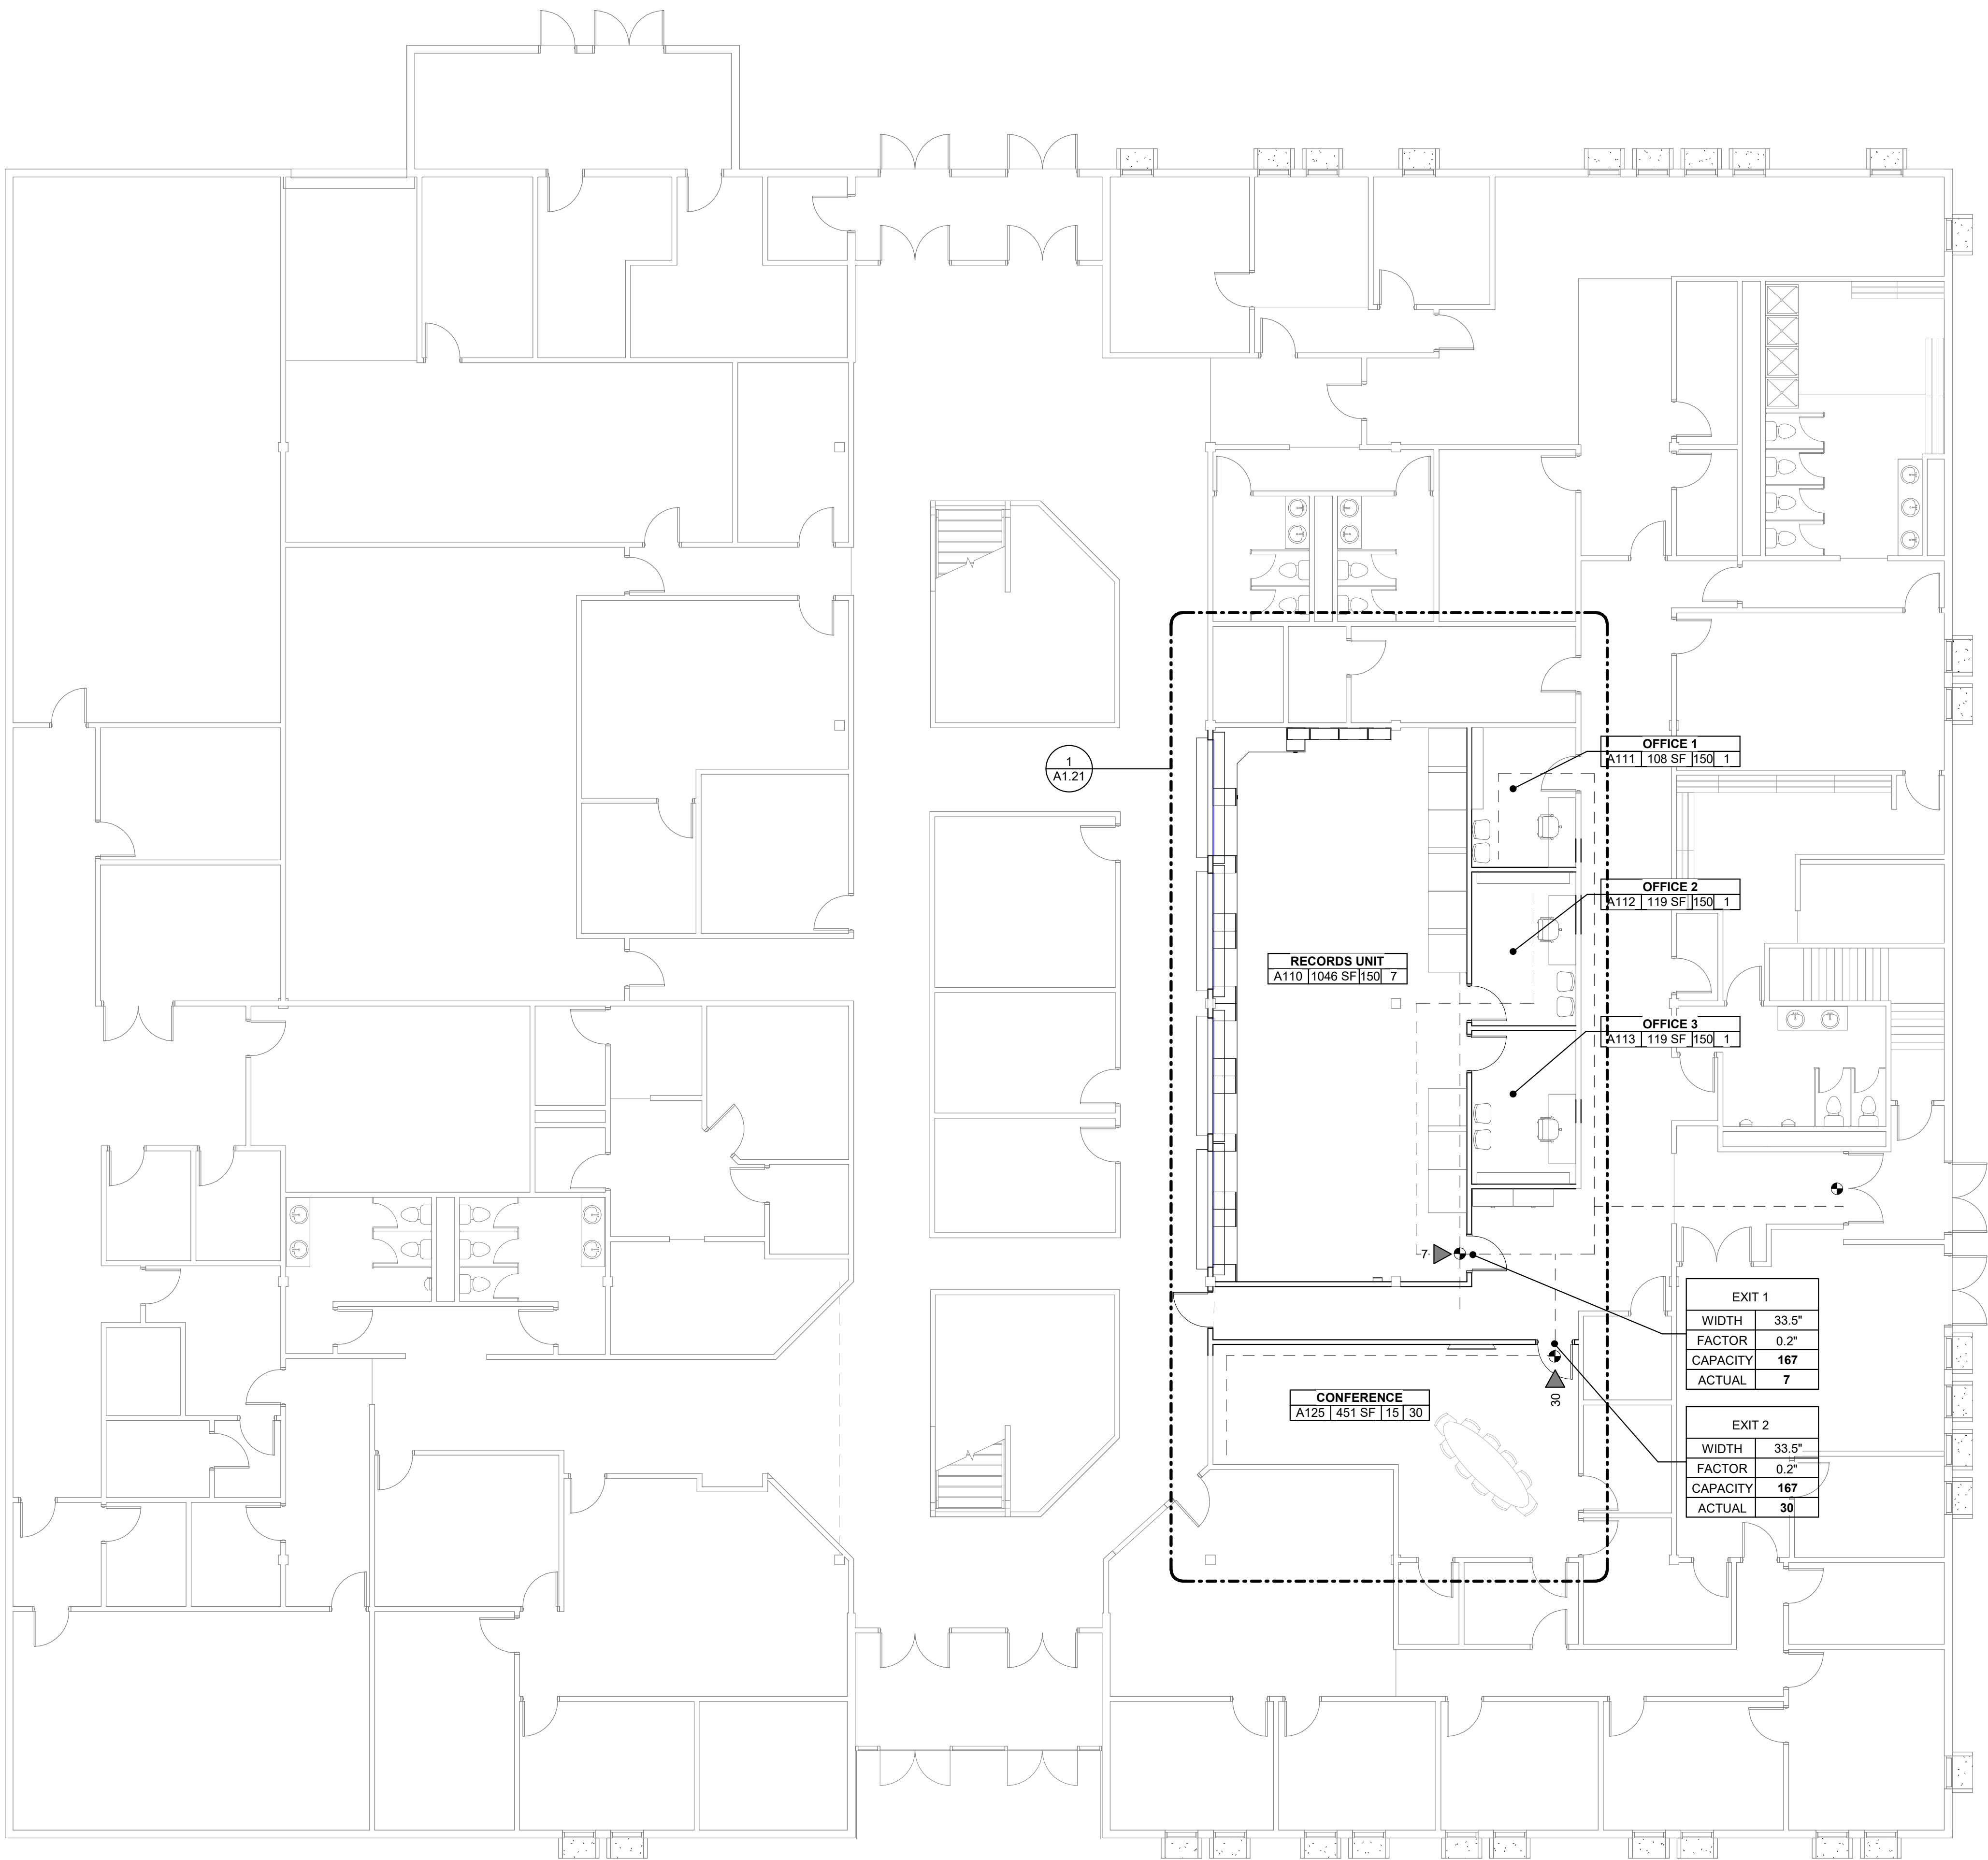 1
A1.21
OFFICE 1
A111 108 SF 150 1
OFFICE 2
A112 119 SF 150 1
RECORDS UNIT
A110 1046 SF 150 7
OFFICE 3
A113 119 SF 150 1
7
EXIT 1
WIDTH 33.5"
FACTOR 0.2"
CAPACITY 167
ACTUAL 7
CONFERENCE
A125 451 SF 15 30
30
EXIT 2
WIDTH 33.5"
FACTOR 0.2"
CAPACITY 167
ACTUAL 30